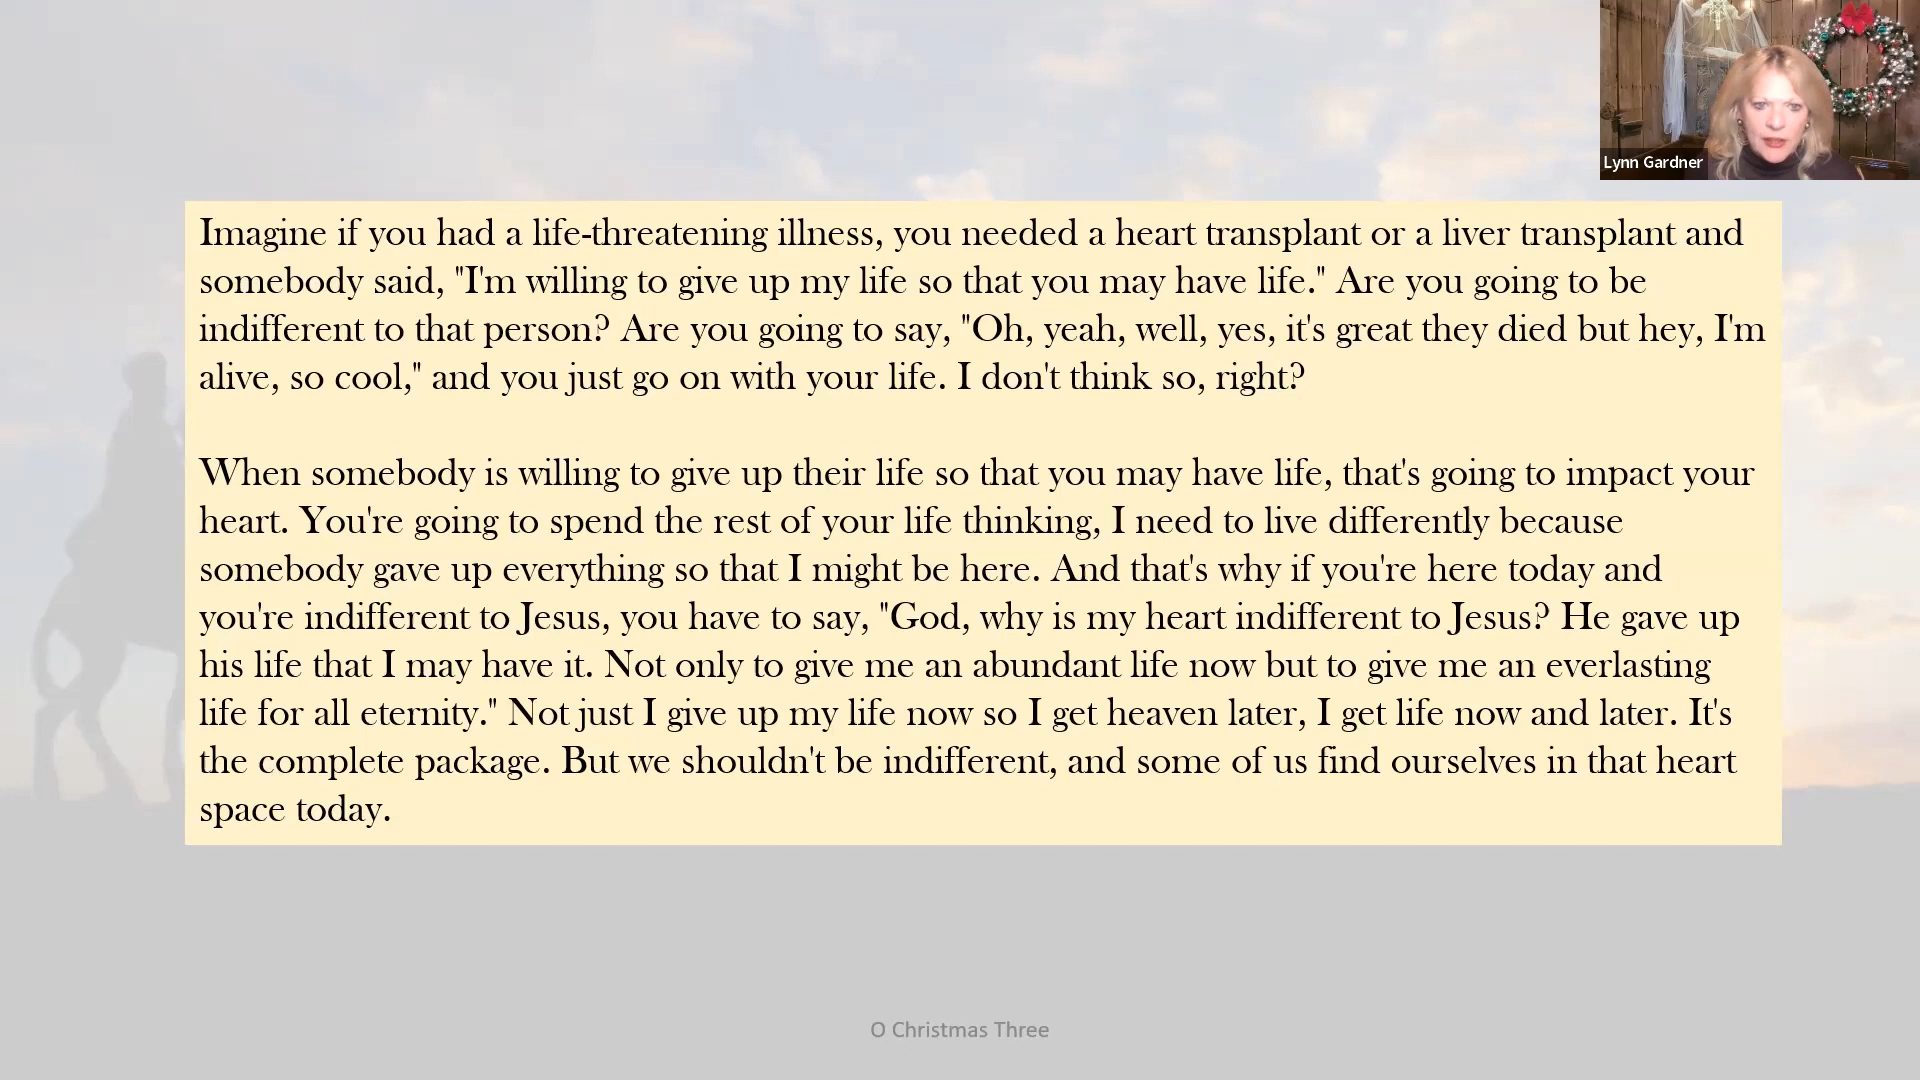 Lynn Gardner
Imagine if you had a life-threatening illness, you needed a heart transplant or a liver transplant and
somebody said, "I'm willing to give up my life so that you may have life." Are you going to be
indifferent to that person? Are you going to say, "Oh, yeah, well, yes, it's great they died but hey, I'm
alive, so cool," and you just go on with your life. I don't think so, right?
When somebody is willing to give up their life so that you may have life, that's going to impact your
heart. You're going to spend the rest of your life thinking, I need to live differently because
somebody gave up everything so that I might be here. And that's why if you're here today and
you're indifferent to Jesus, you have to say, "God, why is my heart indifferent to Jesus? He gave up
his life that I may have it. Not only to give me an abundant life now but to give me an everlasting
life for all eternity." Not just I give up my life now so I get heaven later, I get life now and later. It's
the complete package. But we shouldn't be indifferent, and some of us find ourselves in that heart
space today.
O Christmas Three